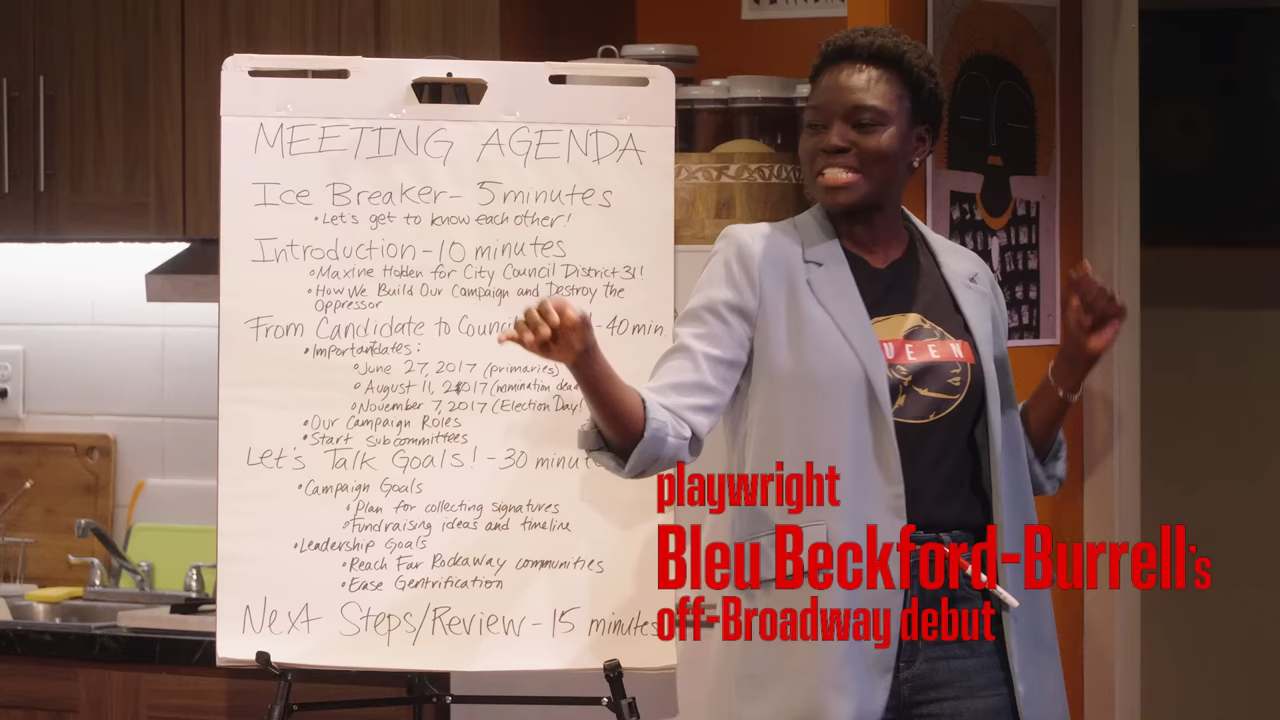 MEETING AGENDA
Ice Breaker- 5 minutes
• Let's get to know each other!
Introduction - 10 minutes
• Maxine Holden for City Council District 31!
• How We Build Our Campaign and Destroy the
Oppressor
From Candidate to - 40 min.
• Important dates:
• June 27, 2017 (primaries)
• August 11, 2017 (nomination
• November 7, 2017 (Election Day!
• Our Campaign Roles
• Start subcommittees
Let's Talk Goals! - 30
• Campaign Goals
• Plan for collecting signatures
• Fundraising ideas and timeline
• Leadership Goals
• Reach Far Rockaway communities
• Ease Gentrification
Next Steps/Review - 15 minutes
UEEN
playwright
Bleu Beckford-Burrell's
off-Broadway debut